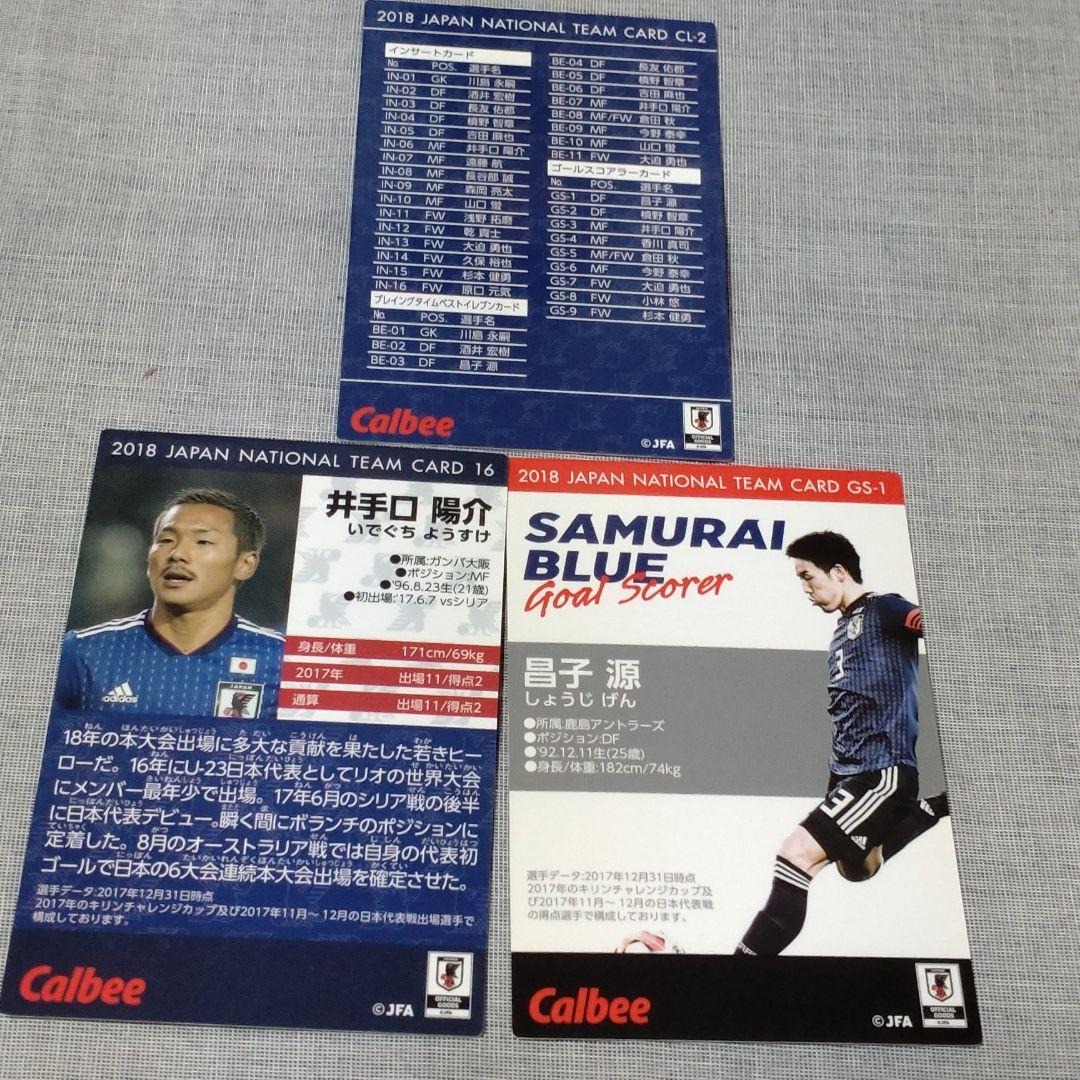 2018 JAPAN NATIONAL TEAM CARD CL-2
インサートカード
No. POS. 選手名
IN-01 GK 川島 永嗣
IN-02 DF 酒井 宏樹
IN-03 DF 長友 佑都
IN-04 DF 槙野 智章
IN-05 DF 吉田 麻也
IN-06 MF 井手口 陽介
IN-07 MF 遠藤 航
IN-08 MF 長谷部 誠
IN-09 MF 森岡 亮太
IN-10 MF 山口 蛍
IN-11 FW 浅野 拓磨
IN-12 FW 乾 貴士
IN-13 FW 大迫 勇也
IN-14 FW 久保 裕也
IN-15 FW 杉本 健勇
IN-16 FW 原口 元気
プレイングタイムベストイレブンカード
No. POS. 選手名
BE-01 GK 川島 永嗣
BE-02 DF 酒井 宏樹
BE-03 DF 昌子 源
BE-04 DF 長友 佑都
BE-05 DF 槙野 智章
BE-06 DF 吉田 麻也
BE-07 MF 井手口 陽介
BE-08 MF/FW 倉田 秋
BE-09 MF 今野 泰幸
BE-10 MF 山口 蛍
BE-11 FW 大迫 勇也
ゴールスコアラーカード
No. POS. 選手名
GS-1 DF 昌子 源
GS-2 DF 槙野 智章
GS-3 MF 井手口 陽介
GS-4 MF 香川 真司
GS-5 MF/FW 倉田 秋
GS-6 MF 今野 泰幸
GS-7 FW 大迫 勇也
GS-8 FW 小林 悠
GS-9 FW 杉本 健勇
Calbee
©JFA
OFFICIAL GOODS
2018 JAPAN NATIONAL TEAM CARD 16
井手口 陽介
いでぐち ようすけ
●所属:ガンバ大阪
●ポジション:MF
●'96.8.23生(21歳)
●初出場:'17.6.7 vsシリア
身長/体重 171cm/69kg
2017年 出場11/得点2
通算 出場11/得点2
adidas
JAPAN
18年の本大会出場に多大な貢献を果たした若きヒー
ローだ。16年にU-23日本代表としてリオの世界大会
にメンバー最年少で出場。17年6月のシリア戦の後半
に日本代表デビュー。瞬く間にボランチのポジションに
定着した。8月のオーストラリア戦では自身の代表初
ゴールで日本の6大会連続本大会出場を確定させた。
選手データ:2017年12月31日時点
2017年のキリンチャレンジカップ及び2017年11月～12月の日本代表戦出場選手で
構成しております。
Calbee
©JFA
OFFICIAL GOODS
©JFA
2018 JAPAN NATIONAL TEAM CARD GS-1
SAMURAI
BLUE
Goal Scorer
昌子 源
しょうじ げん
●所属:鹿島アントラーズ
●ポジション:DF
●'92.12.11生(25歳)
●身長/体重:182cm/74kg
3
3
選手データ:2017年12月31日時点
2017年のキリンチャレンジカップ及
び2017年11月～12月の日本代表戦
の得点選手で構成しております。
Calbee
©JFA
OFFICIAL GOODS
©JFA